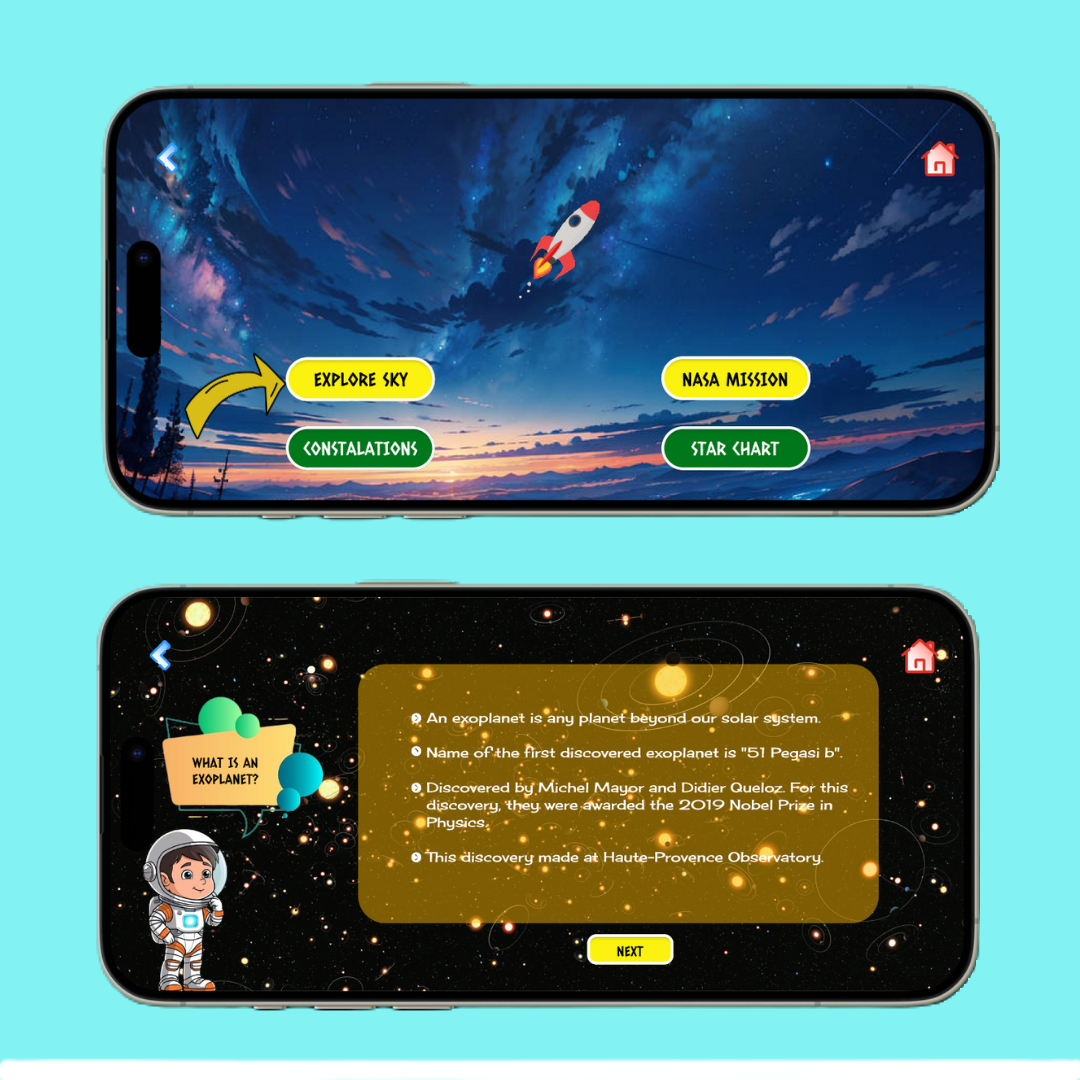 EXPLORE SKY
NASA MISSION
CONSTALATIONS
STAR CHART
WHAT IS AN
EXOPLANET?
An exoplanet is any planet beyond our solar system.
Name of the first discovered exoplanet is "51 Pegasi b".
Discovered by Michel Mayor and Didier Queloz. For this
discovery, they were awarded the 2019 Nobel Prize in
Physics.
This discovery made at Haute-Provence Observatory.
NEXT